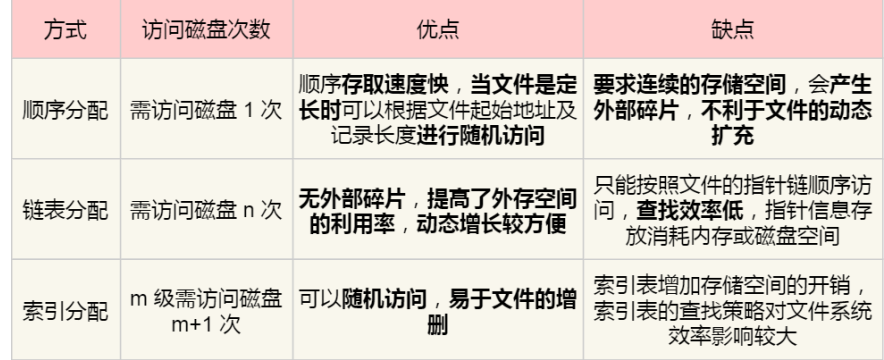 方式 访问磁盘次数 优点 缺点
顺序分配
需访问磁盘 1 次
顺序存取速度快，当文件是定
长时可以根据文件起始地址及
记录长度进行随机访问
要求连续的存储空间，会产生
外部碎片，不利于文件的动态
扩充
链表分配
需访问磁盘 n 次
无外部碎片，提高了外存空间
的利用率，动态增长较方便
只能按照文件的指针链顺序访
问，查找效率低，指针信息存
放消耗内存或磁盘空间
索引分配
m 级需访问磁盘
m+1 次
可以随机访问，易于文件的增
删
索引表增加存储空间的开销，
索引表的查找策略对文件系统
效率影响较大